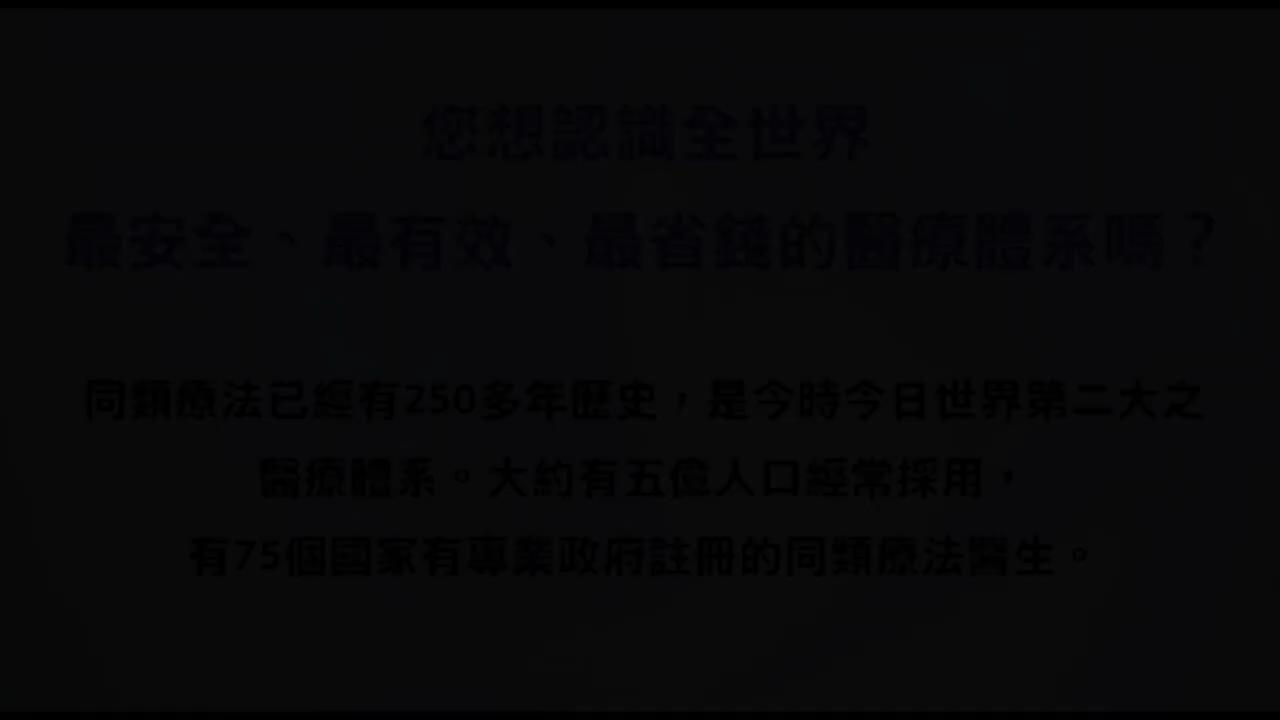 您想認識全世界
最安全、最有效、最省錢的醫療體系嗎？
同類療法已經有250多年歷史，是今時今日世界第二大之
醫療體系。大約有五億人口經常採用，
有75個國家有專業政府註冊的同類療法醫生。